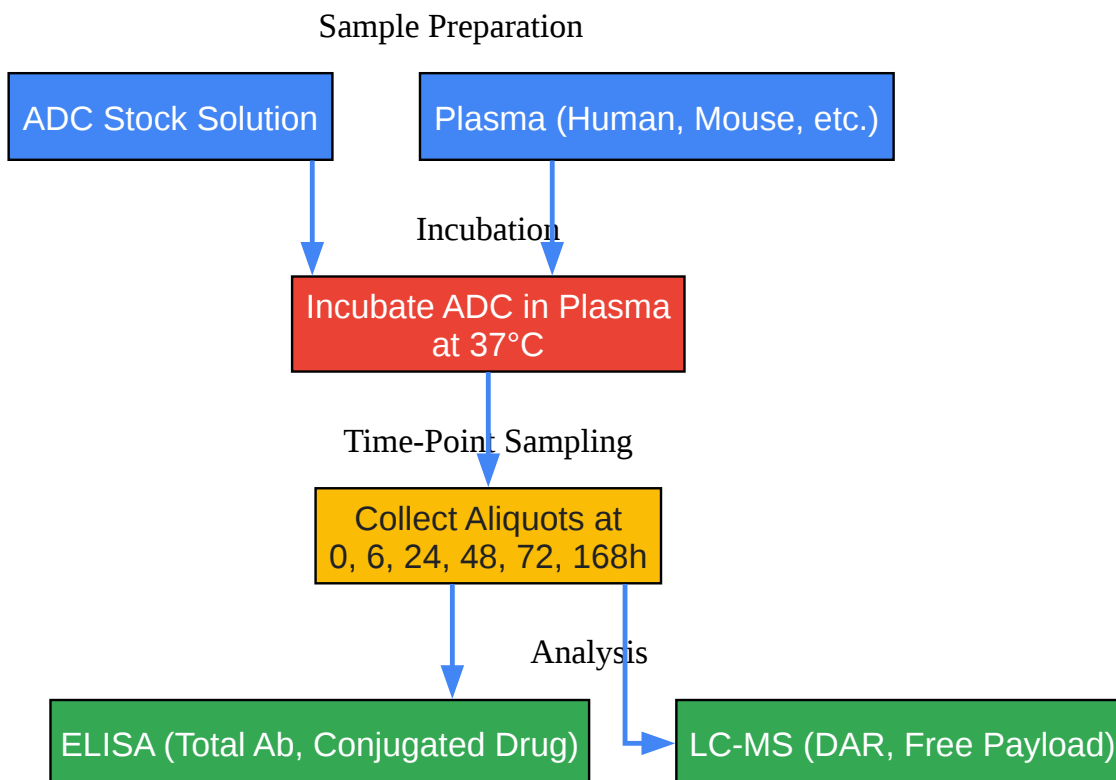 Sample Preparation
ADC Stock Solution
Plasma (Human, Mouse, etc.)
Incubation
Incubate ADC in Plasma
at 37°C
Time-Point Sampling
Collect Aliquots at
0, 6, 24, 48, 72, 168h
Analysis
ELISA (Total Ab, Conjugated Drug)
LC-MS (DAR, Free Payload)